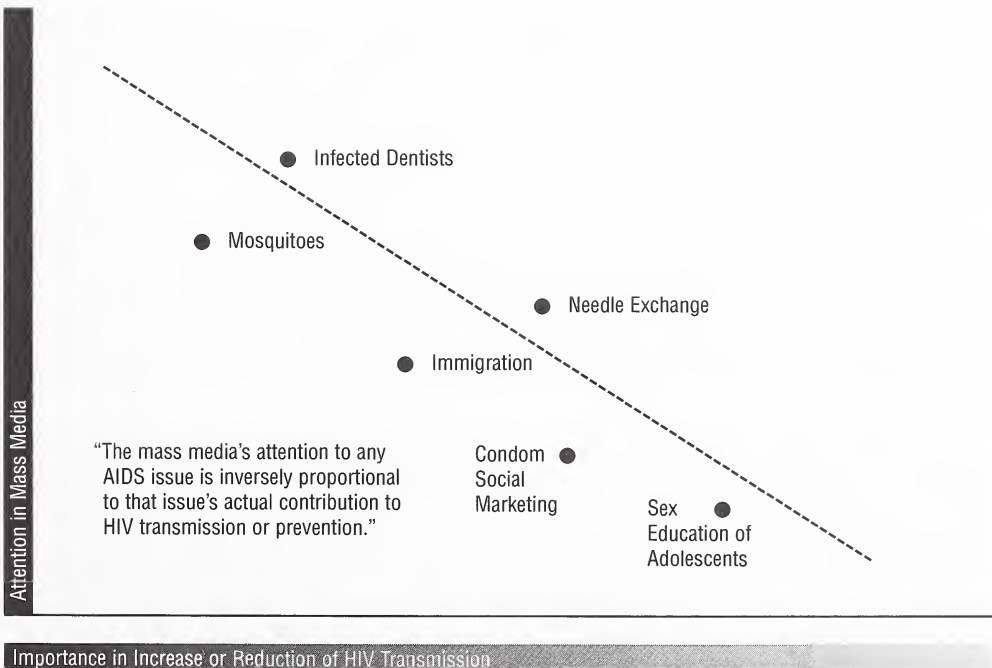 Infected Dentists
Mosquitoes
Needle Exchange
Immigration
“The mass media’s attention to any
AIDS issue is inversely proportional
to that issue’s actual contribution to
HIV transmission or prevention.”
Condom
Social
Marketing
Sex
Education of
Adolescents
Attention in Mass Media
Importance in Increase or Reduction of HIV Transmission